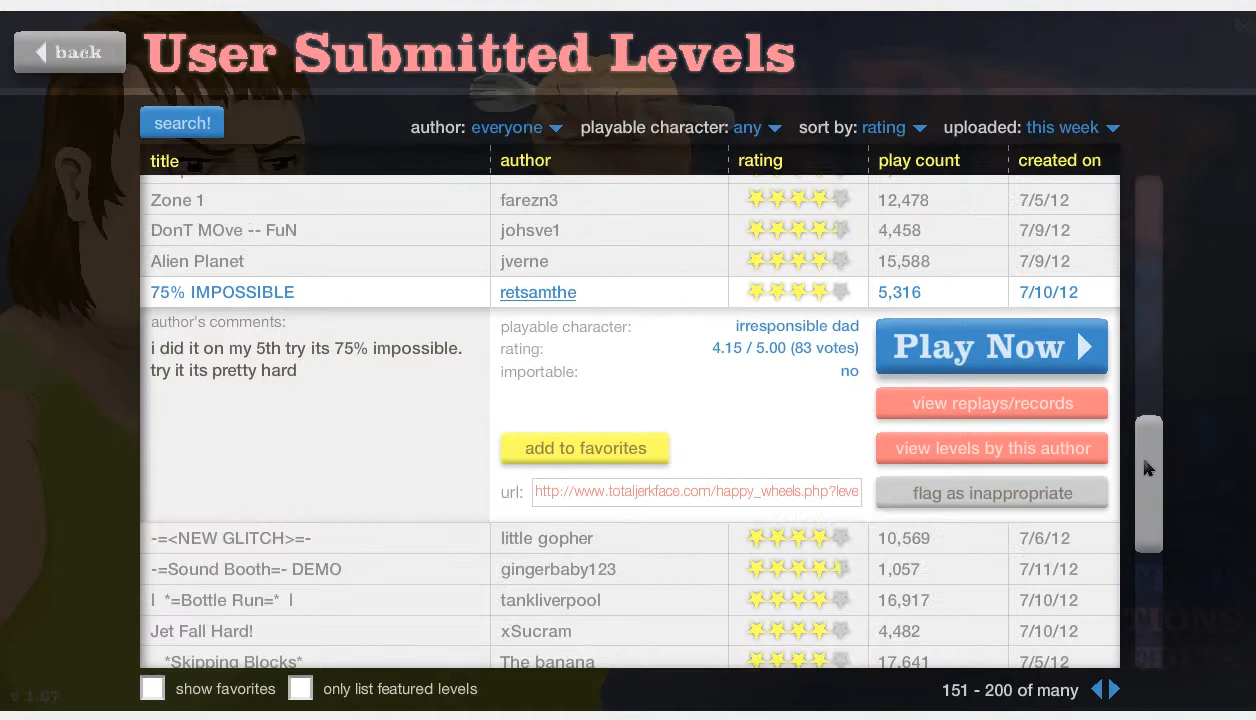 back
User Submitted Levels
search!
author: everyone playable character: any sort by: rating uploaded: this week
title author rating play count created on
Zone 1 farezn3 12,478 7/5/12
DonT MOve -- FuN johsve1 4,458 7/9/12
Alien Planet jverne 15,588 7/9/12
75% IMPOSSIBLE retsamthe 5,316 7/10/12
author's comments:
i did it on my 5th try its 75% impossible.
try it its pretty hard
playable character: irresponsible dad
rating: 4.15 / 5.00 (83 votes)
importable: no
add to favorites
url: http://www.totaljerkface.com/happy_wheels.php?leve
Play Now
view replays/records
view levels by this author
flag as inappropriate
-=<NEW GLITCH>=- little gopher 10,569 7/6/12
-=Sound Booth=- DEMO gingerbaby123 1,057 7/11/12
| *=Bottle Run=* | tankliverpool 16,917 7/10/12
Jet Fall Hard! xSucram 4,482 7/10/12
*Skipping Blocks* The banana 17,641 7/5/12
show favorites only list featured levels
151 - 200 of many
v 1.67